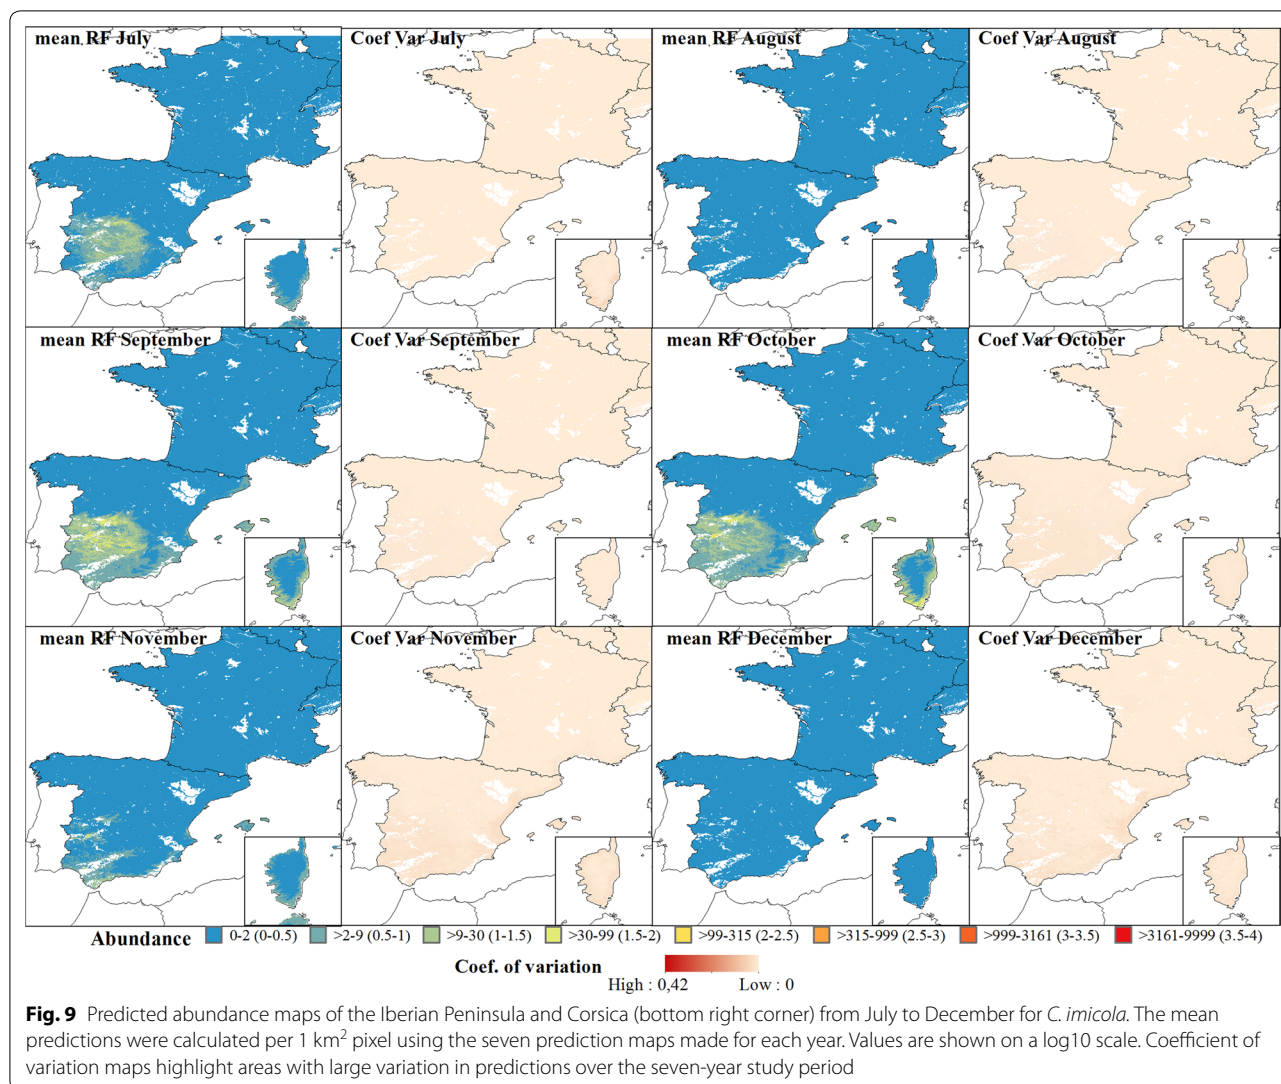 mean RF July
Coef Var July
mean RF August
Coef Var August
mean RF September
Coef Var September
mean RF October
Coef Var October
mean RF November
Coef Var November
mean RF December
Coef Var December
Abundance 0-2 (0-0.5) >2-9 (0.5-1) >9-30 (1-1.5) >30-99 (1.5-2) >99-315 (2-2.5) >315-999 (2.5-3) >999-3161 (3-3.5) >3161-9999 (3.5-4)
Coef. of variation
High : 0,42 Low : 0
Fig. 9 Predicted abundance maps of the Iberian Peninsula and Corsica (bottom right corner) from July to December for C. imicola. The mean
predictions were calculated per 1 km² pixel using the seven prediction maps made for each year. Values are shown on a log10 scale. Coefficient of
variation maps highlight areas with large variation in predictions over the seven-year study period